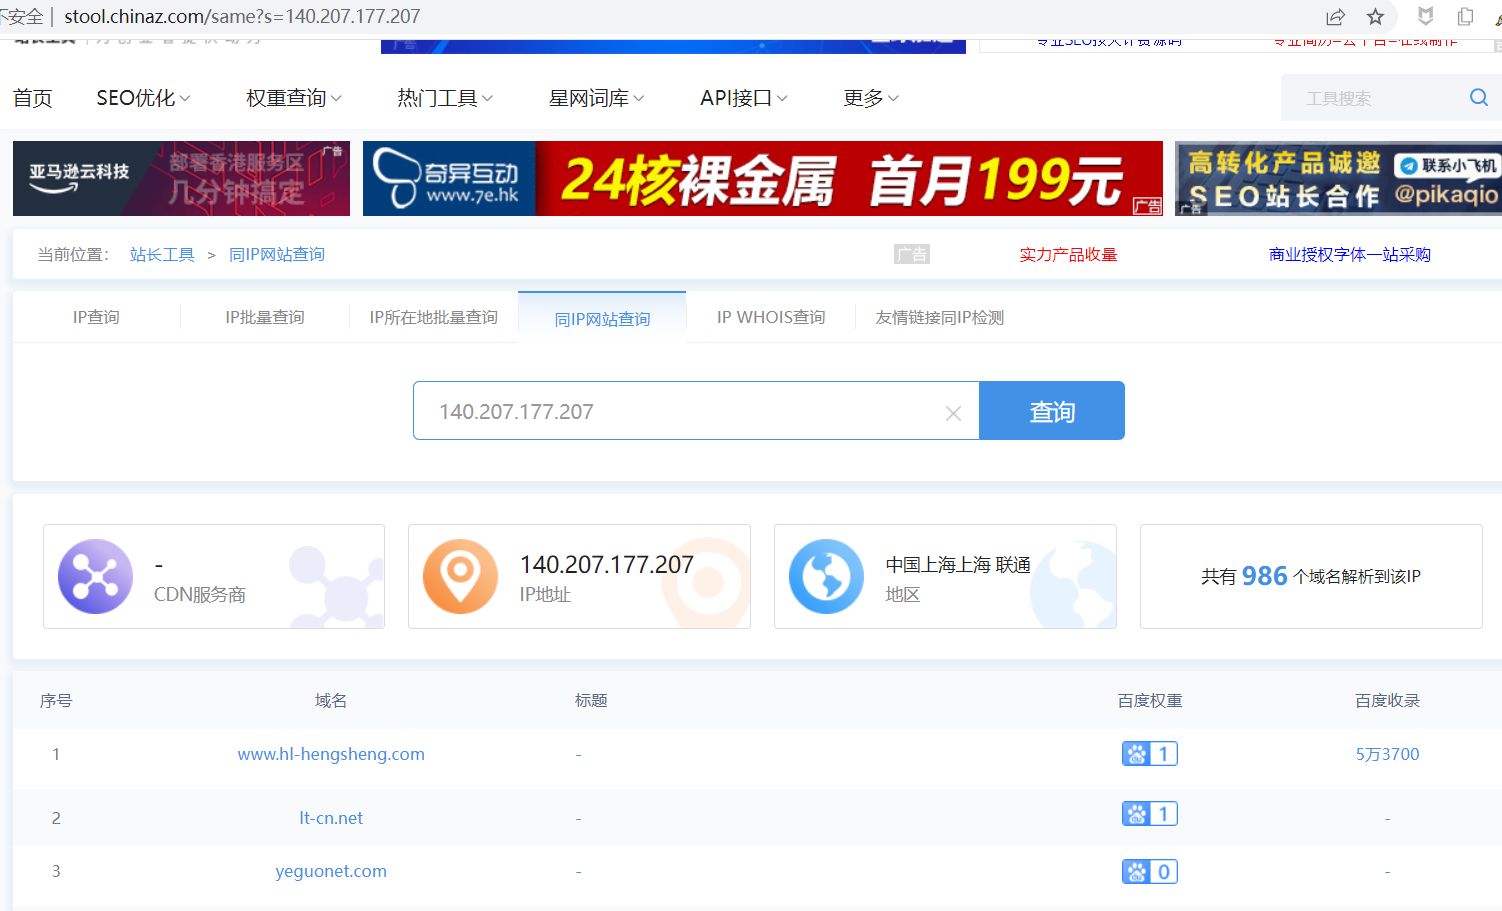 不安全 | stool.chinaz.com/same?s=140.207.177.207
首页 SEO优化 权重查询 热门工具 星网词库 API接口 更多 工具搜索
亚马逊云科技 部署香港服务区 几分钟搞定 广告
奇异互动 www.7e.hk 24核裸金属 首月199元 广告
高转化产品诚邀 联系小飞机
SEO站长合作 @pikaqio 广告
当前位置: 站长工具 > 同IP网站查询 广告 实力产品收量 商业授权字体一站采购
IP查询 IP批量查询 IP所在地批量查询 同IP网站查询 IP WHOIS查询 友情链接同IP检测
140.207.177.207 查询
-
CDN服务商
140.207.177.207
IP地址
中国上海上海 联通
地区
共有 986 个域名解析到该IP
序号 域名 标题 百度权重 百度收录
1 www.hl-hengsheng.com - du 1 5万3700
2 lt-cn.net - du 1 -
3 yeguonet.com - du 0 -